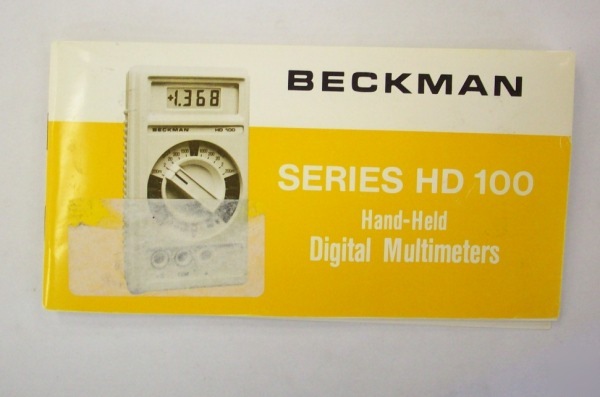 BECKMAN
SERIES HD 100
Hand-Held
Digital Multimeters
+1.368
BECKMAN HD 100